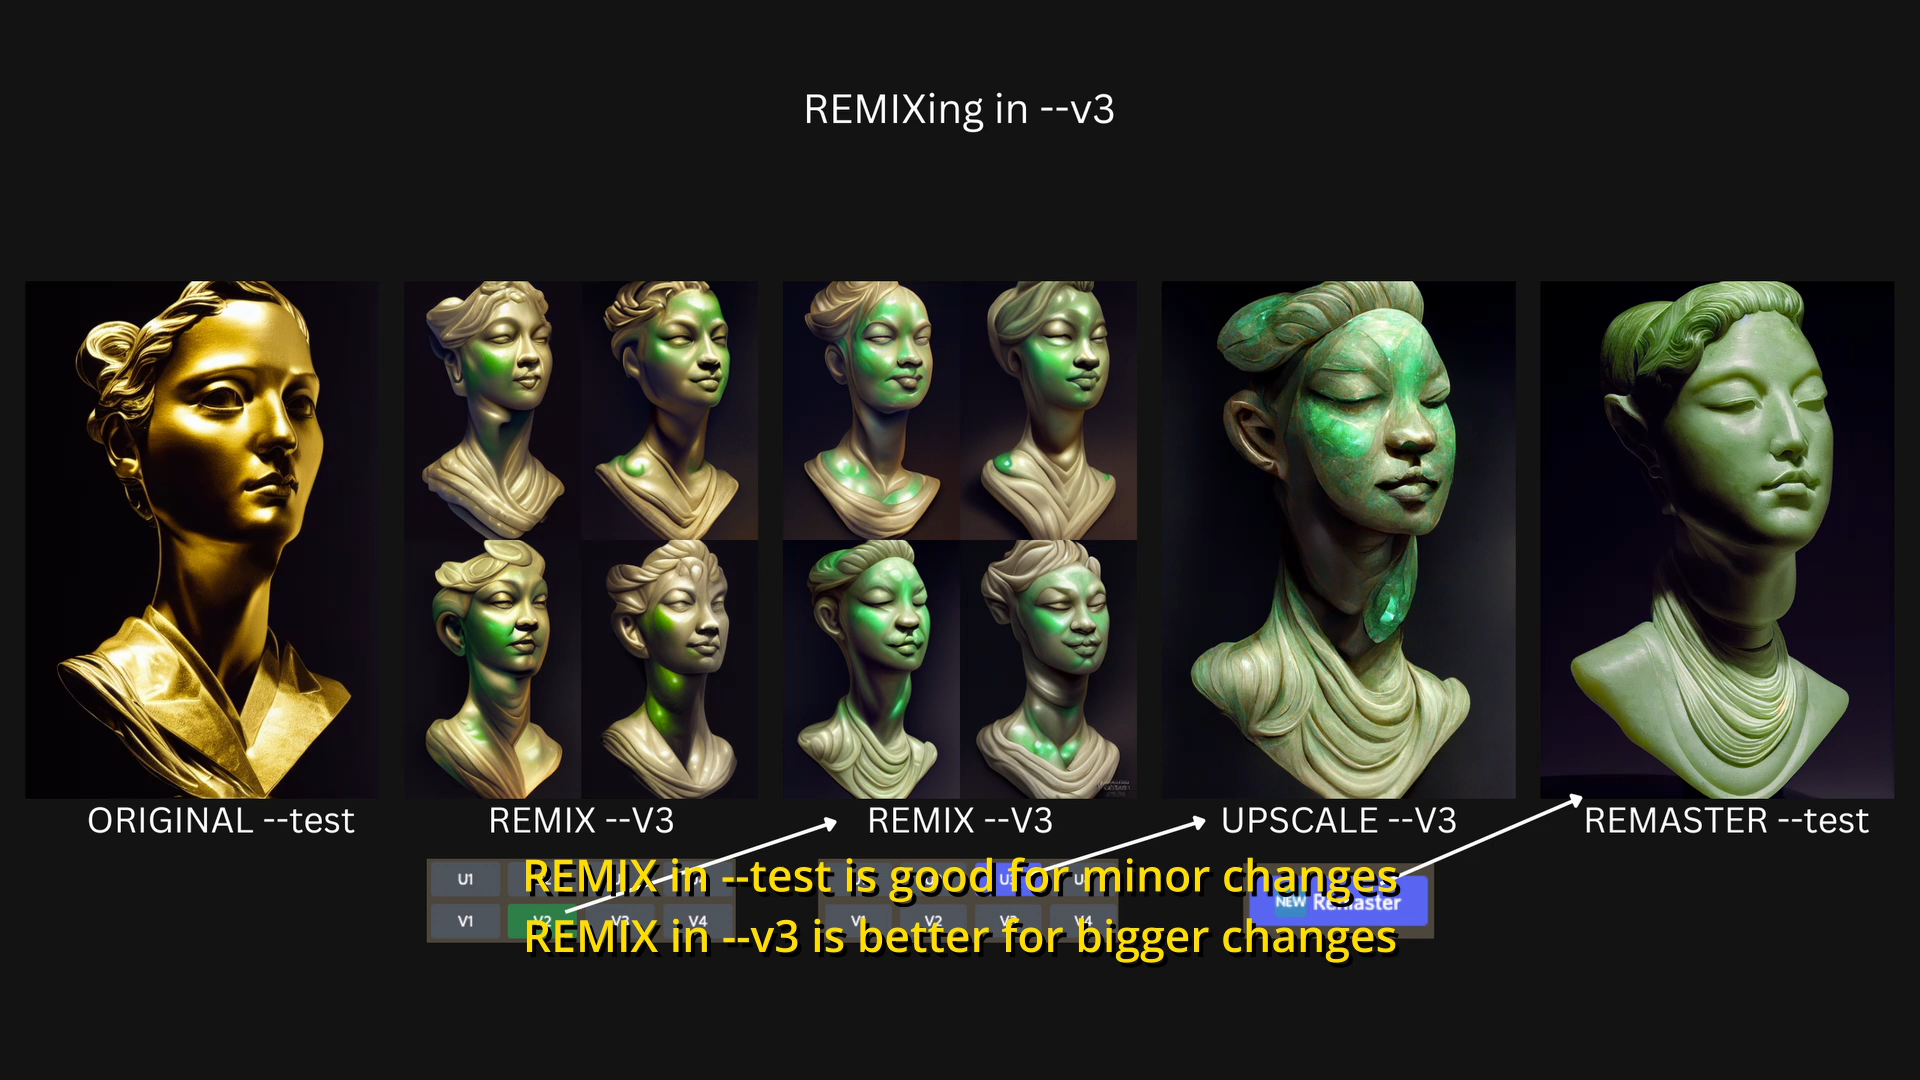 REMIXing in --v3
ORIGINAL --test
REMIX --V3
REMIX --V3
UPSCALE --V3
REMASTER --test
REMIX in --test is good for minor changes
REMIX in --v3 is better for bigger changes
U1
V1 V2 V3 V4
V1 V2 V3 V4
NEW Remaster